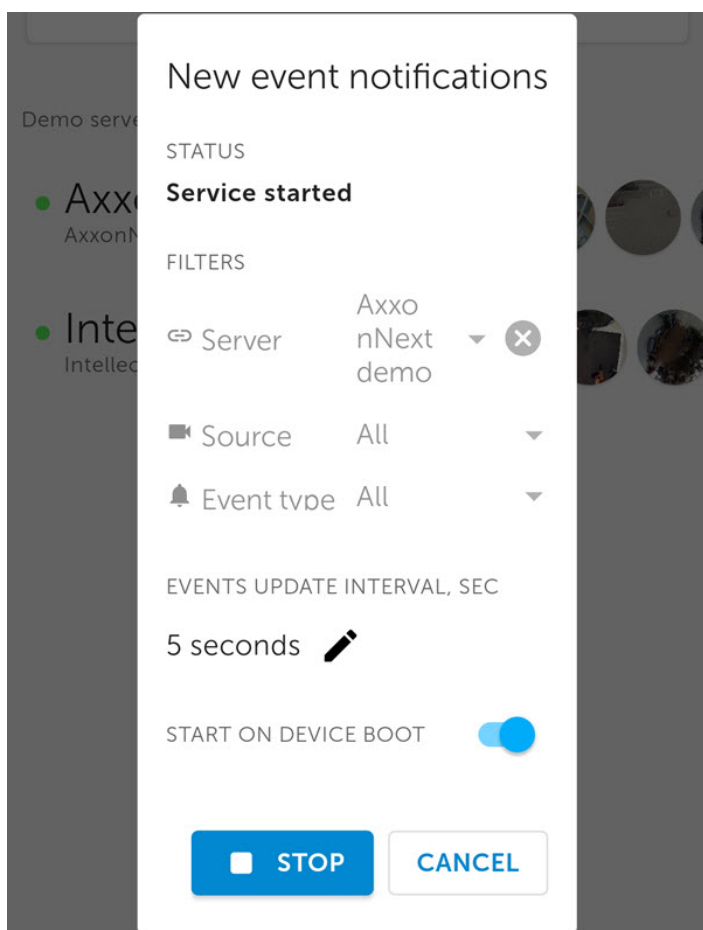 New event notifications
Demo serve
STATUS
Service started
Axx
AxxonN
FILTERS
Server
Axxo
nNext
demo
Inte
Intellec
Source All
Event type All
EVENTS UPDATE INTERVAL, SEC
5 seconds
START ON DEVICE BOOT
STOP CANCEL